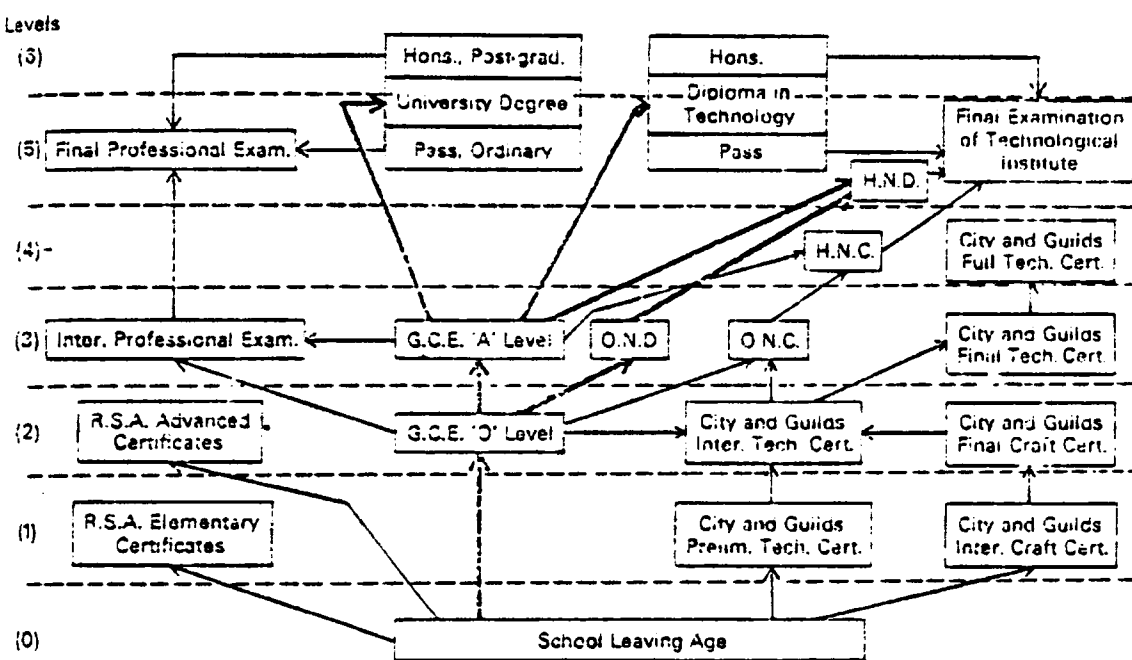 Levels
(6)
Hons., Post-grad.
Hons.
University Degree
Diploma in
Technology
Final Examination
of Technological
Institute
(5)
Final Professional Exam.
Pass, Ordinary
Pass
H.N.D.
(4)
H.N.C.
City and Guilds
Full Tech. Cert.
(3)
Inter. Professional Exam.
G.C.E. 'A' Level
O.N.D
O.N.C.
City and Guilds
Final Tech. Cert.
(2)
R.S.A. Advanced
Certificates
G.C.E. 'O' Level
City and Guilds
Inter. Tech. Cert.
City and Guilds
Final Craft Cert.
(1)
R.S.A. Elementary
Certificates
City and Guilds
Prelim. Tech. Cert.
City and Guilds
Inter. Craft Cert.
(0)
School Leaving Age